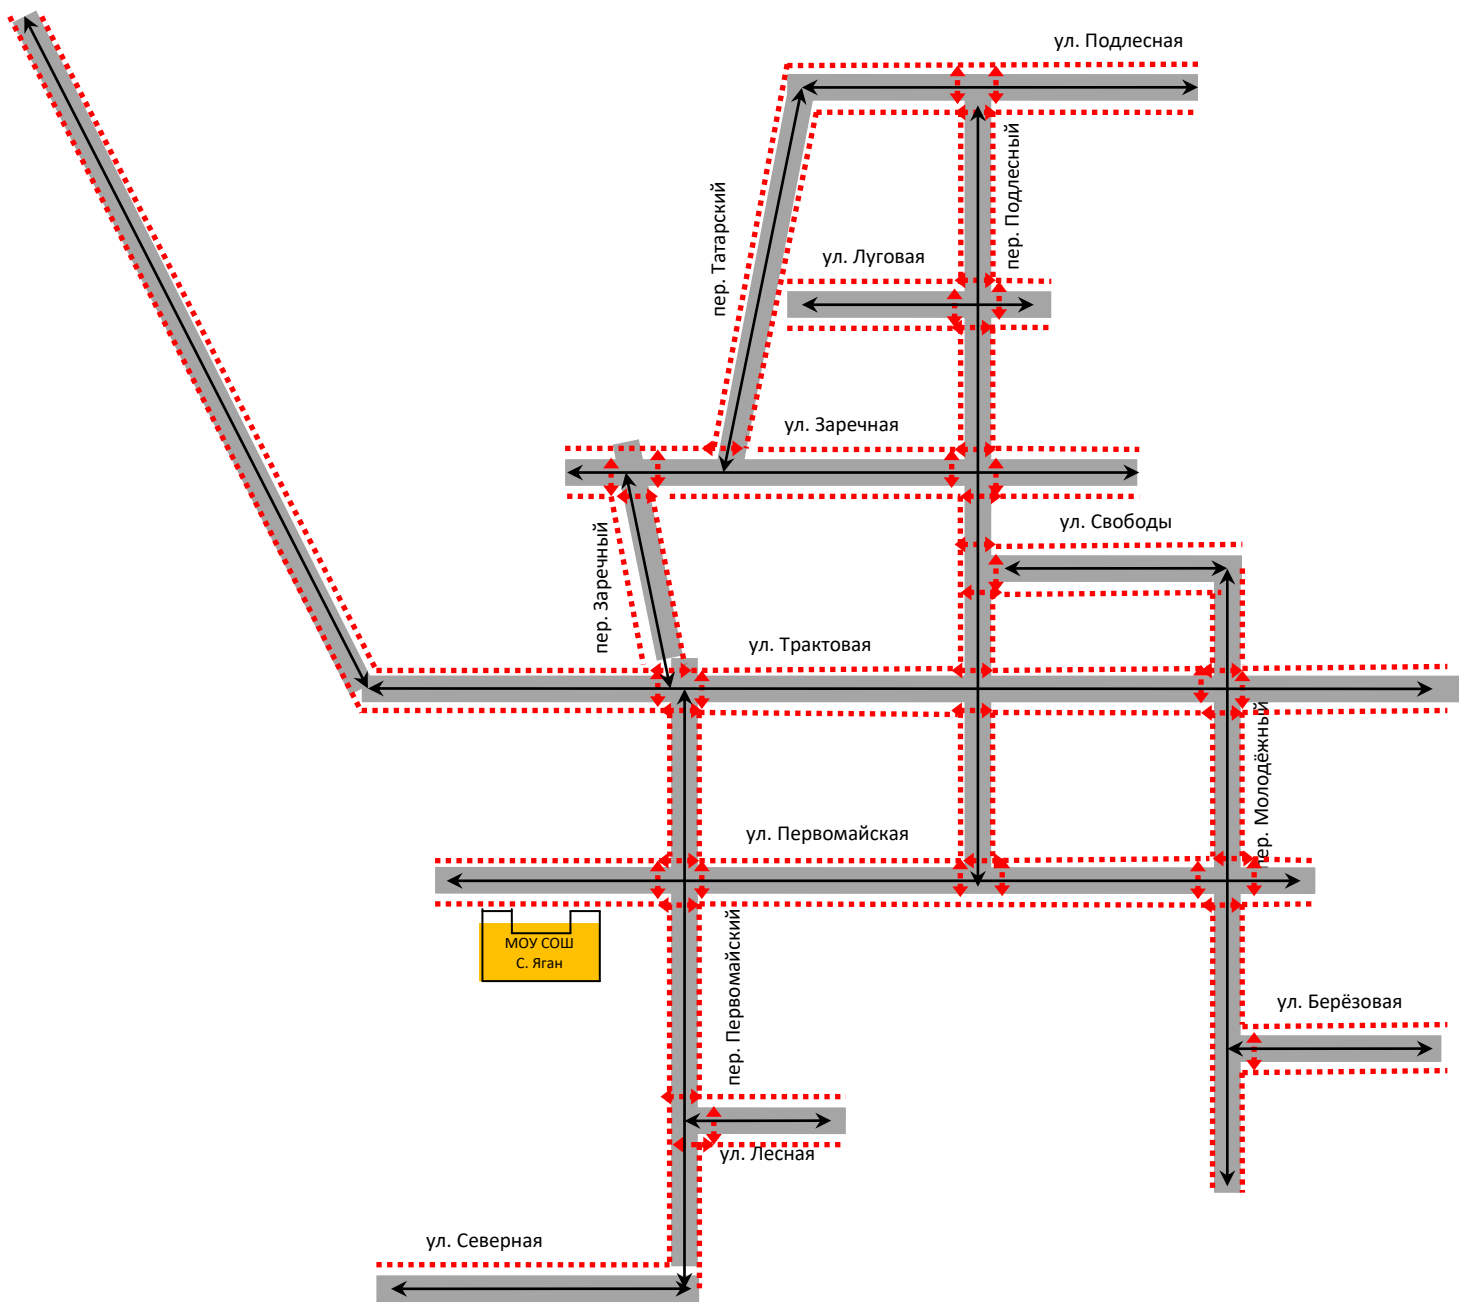 ул. Подлесная
пер. Подлесный
пер. Татарский
ул. Луговая
ул. Заречная
ул. Свободы
пер. Заречный
ул. Трактовая
пер. Молодёжный
ул. Первомайская
МОУ СОШ
С. Яган
пер. Первомайский
ул. Берёзовая
ул. Лесная
ул. Северная